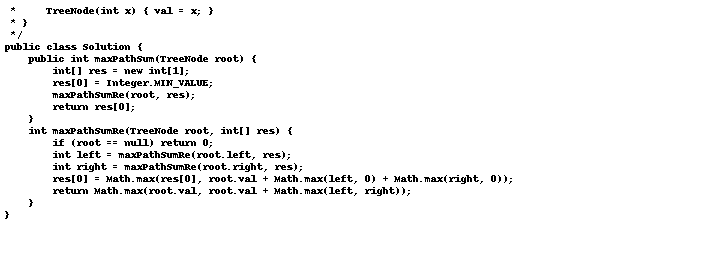 *     TreeNode(int x) { val = x; }
 * }
 */
public class Solution {
    public int maxPathSum(TreeNode root) {
        int[] res = new int[1];
        res[0] = Integer.MIN_VALUE;
        maxPathSumRe(root, res);
        return res[0];
    }
    int maxPathSumRe(TreeNode root, int[] res) {
        if (root == null) return 0;
        int left = maxPathSumRe(root.left, res);
        int right = maxPathSumRe(root.right, res);
        res[0] = Math.max(res[0], root.val + Math.max(left, 0) + Math.max(right, 0));
        return Math.max(root.val, root.val + Math.max(left, right));
    }
}